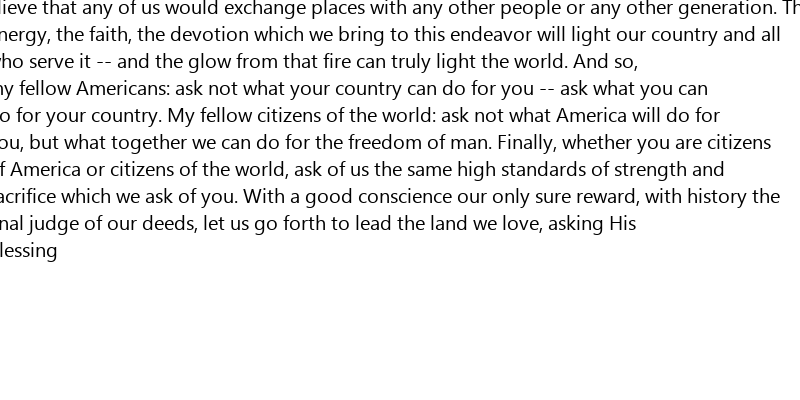 lieve that any of us would exchange places with any other people or any other generation. Th
nergy, the faith, the devotion which we bring to this endeavor will light our country and all
who serve it -- and the glow from that fire can truly light the world. And so,
my fellow Americans: ask not what your country can do for you -- ask what you can
o for your country. My fellow citizens of the world: ask not what America will do for
ou, but what together we can do for the freedom of man. Finally, whether you are citizens
f America or citizens of the world, ask of us the same high standards of strength and
acrifice which we ask of you. With a good conscience our only sure reward, with history the
nal judge of our deeds, let us go forth to lead the land we love, asking His
lessing